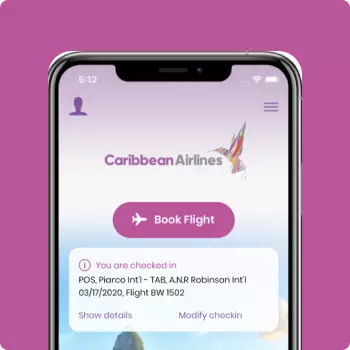 5:12
Caribbean Airlines
Book Flight
You are checked in
POS, Piarco Int'l - TAB, A.N.R Robinson Int'l
03/17/2020, Flight BW 1502
Show details Modify checkin